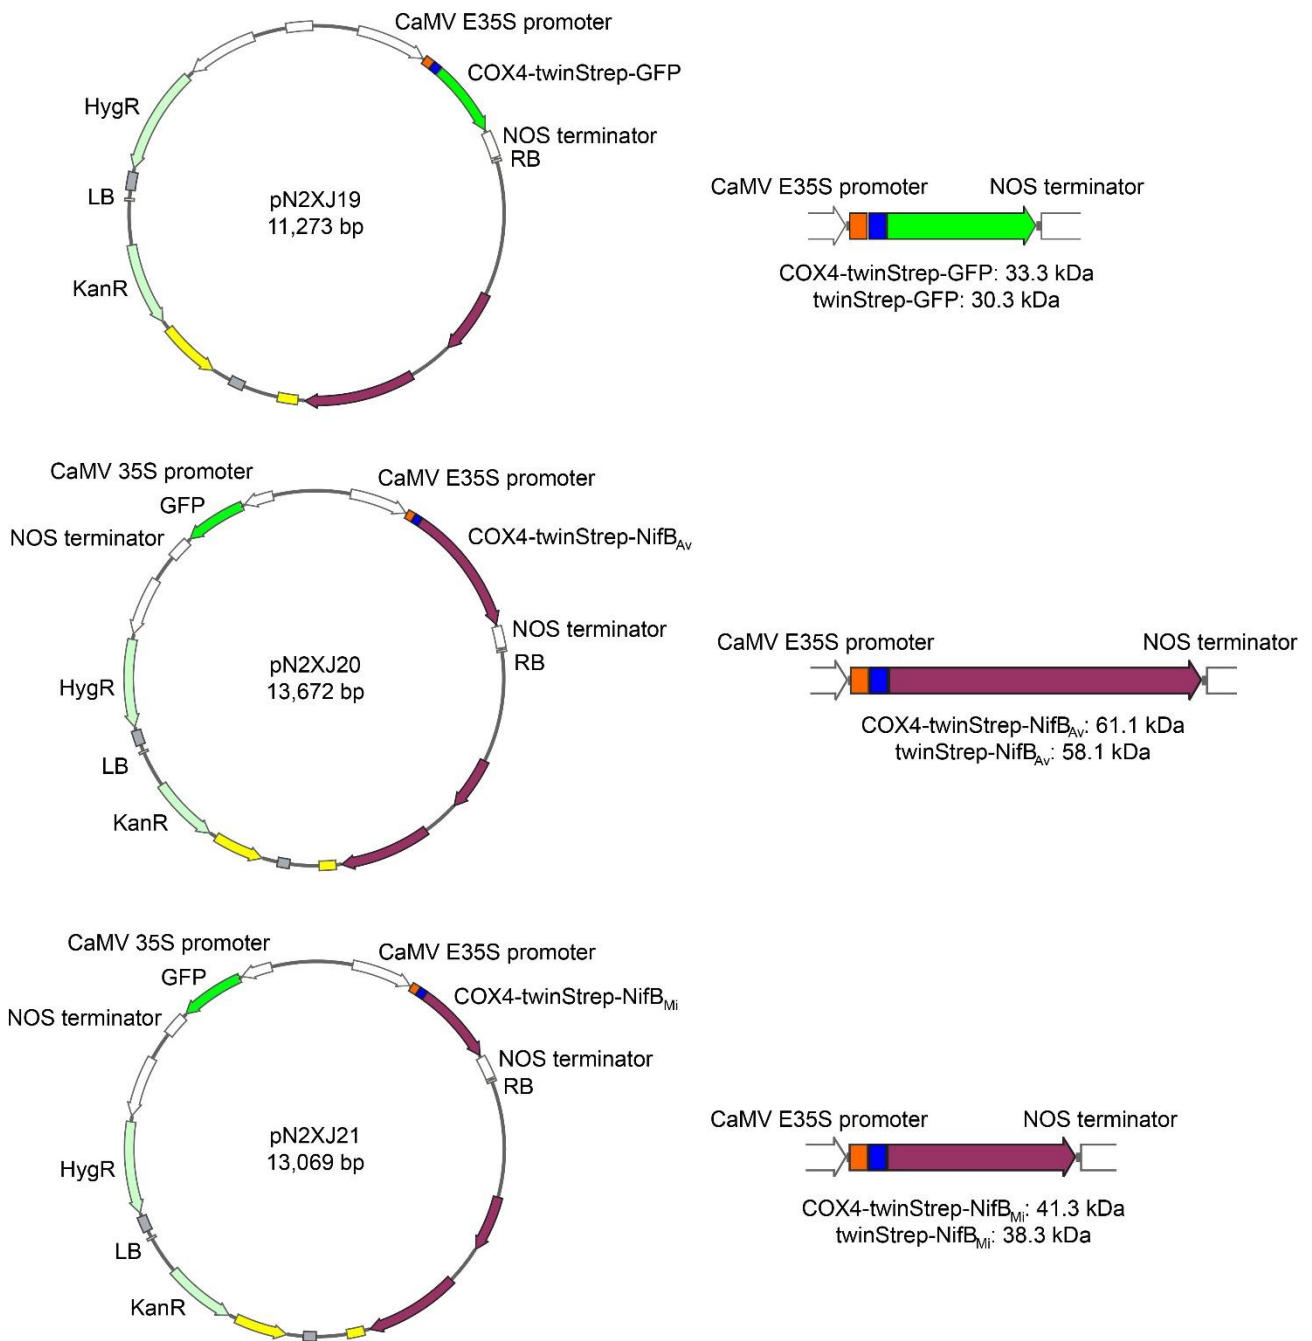 CaMV E35S promoter
COX4-twinStrep-GFP
HygR
NOS terminator
RB
LB
pN2XJ19
11,273 bp
KanR
CaMV E35S promoter NOS terminator
COX4-twinStrep-GFP: 33.3 kDa
twinStrep-GFP: 30.3 kDa
CaMV 35S promoter
CaMV E35S promoter
GFP
COX4-twinStrep-NifBAv
NOS terminator
NOS terminator
RB
pN2XJ20
13,672 bp
HygR
LB
KanR
CaMV E35S promoter NOS terminator
COX4-twinStrep-NifBAv: 61.1 kDa
twinStrep-NifBAv: 58.1 kDa
CaMV 35S promoter
CaMV E35S promoter
GFP
COX4-twinStrep-NifBMi
NOS terminator
NOS terminator
RB
pN2XJ21
13,069 bp
HygR
LB
KanR
CaMV E35S promoter NOS terminator
COX4-twinStrep-NifBMi: 41.3 kDa
twinStrep-NifBMi: 38.3 kDa